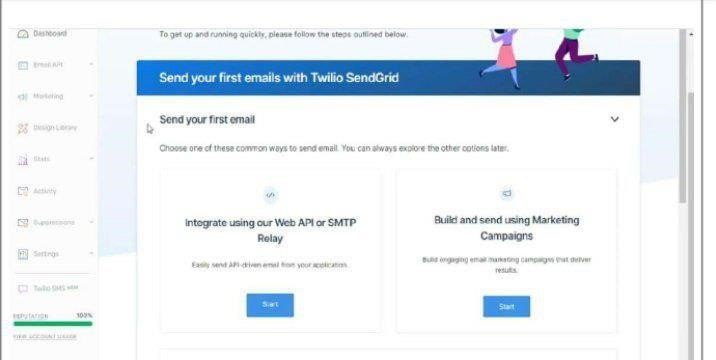 Dashboard
To get up and running quickly, please follow the steps outlined below.
Email API
Send your first emails with Twilio SendGrid
Marketing
Send your first email
Design Library
Choose one of these common ways to send email. You can always explore the other options later.
Stats
Activity
Integrate using our Web API or SMTP
Relay
Build and send using Marketing
Campaigns
Suppressions
Settings
Easily send API-driven email from your application.
Build engaging email marketing campaigns that deliver
results.
Twilio SMS NEW
Start
Start
REPUTATION 100%
VIEW ACCOUNT USAGE